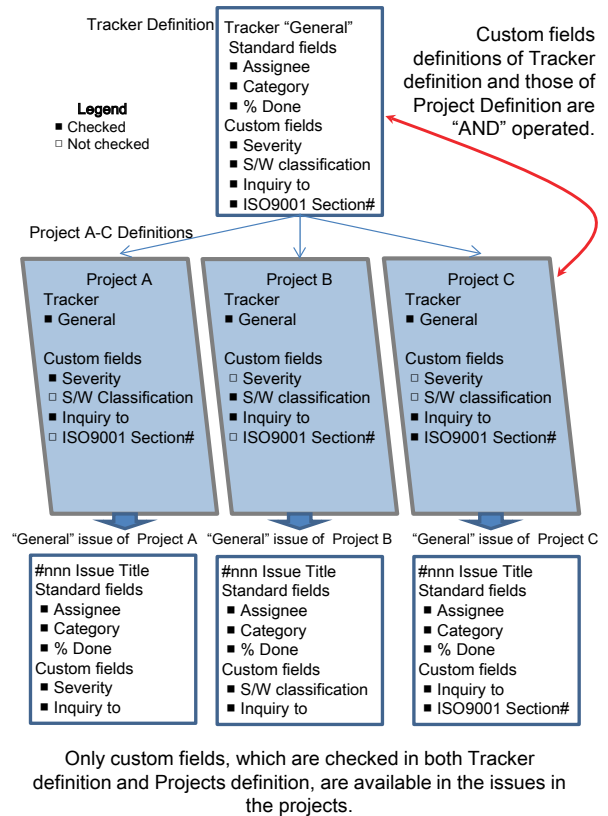 Tracker Definition
Tracker “General”
Standard fields
■ Assignee
■ Category
■ % Done
Custom fields
■ Severity
■ S/W classification
■ Inquiry to
■ ISO9001 Section#
Custom fields
definitions of Tracker
definition and those of
Project Definition are
“AND” operated.
Legend
■ Checked
□ Not checked
Project A-C Definitions
Project A
Tracker
■ General
Custom fields
■ Severity
□ S/W Classification
■ Inquiry to
□ ISO9001 Section#
Project B
Tracker
■ General
Custom fields
□ Severity
■ S/W classification
■ Inquiry to
□ ISO9001 Section#
Project C
Tracker
■ General
Custom fields
□ Severity
□ S/W classification
■ Inquiry to
■ ISO9001 Section#
“General” issue of Project A
#nnn Issue Title
Standard fields
■ Assignee
■ Category
■ % Done
Custom fields
■ Severity
■ Inquiry to
“General” issue of Project B
#nnn Issue Title
Standard fields
■ Assignee
■ Category
■ % Done
Custom fields
■ S/W classification
■ Inquiry to
“General” issue of Project C
#nnn Issue Title
Standard fields
■ Assignee
■ Category
■ % Done
Custom fields
■ Inquiry to
■ ISO9001 Section#
Only custom fields, which are checked in both Tracker
definition and Projects definition, are available in the issues in
the projects.